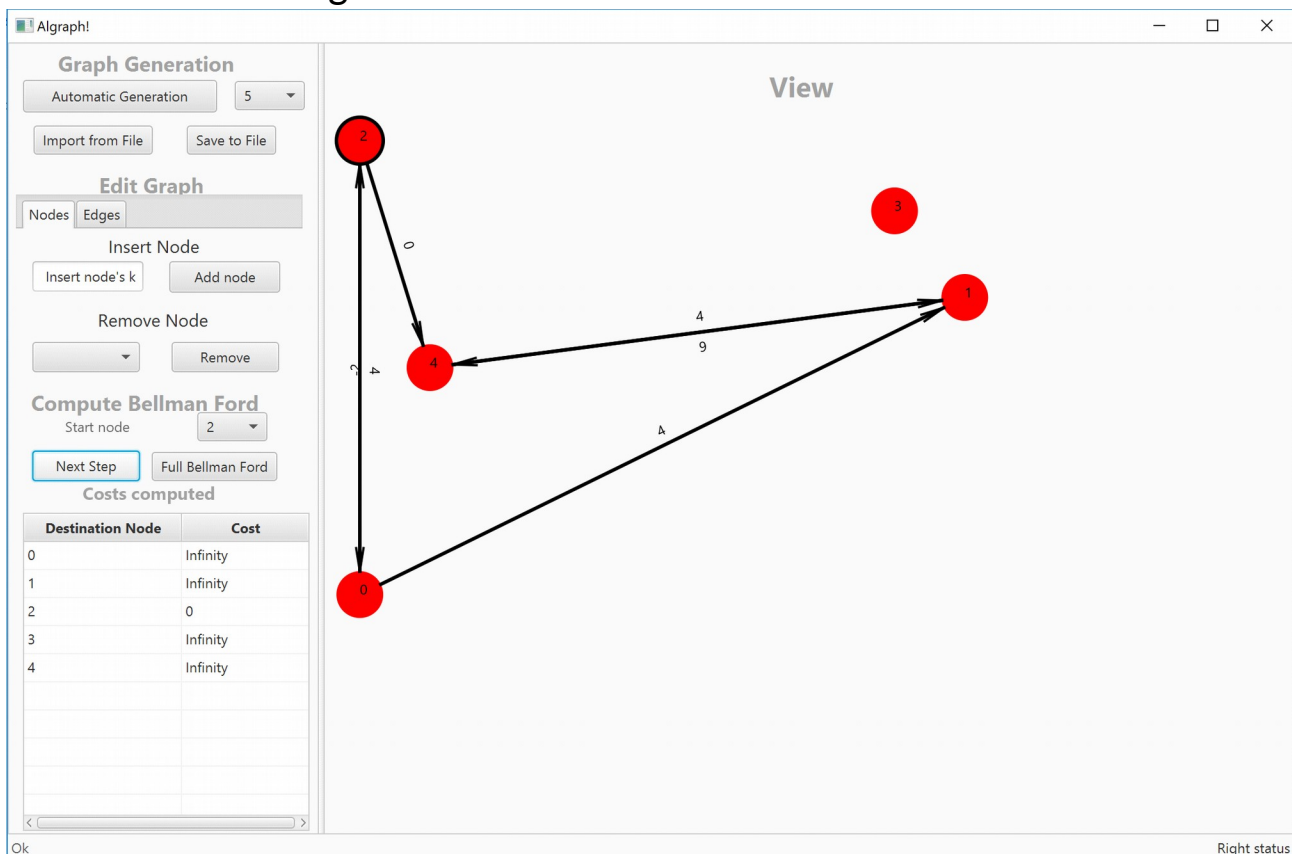 Algraph!
Graph Generation
Automatic Generation
5
Import from File
Save to File
Edit Graph
Nodes
Edges
Insert Node
Insert node's k
Add node
Remove Node
Remove
Compute Bellman Ford
Start node
2
Next Step
Full Bellman Ford
Costs computed
Destination Node Cost
0 Infinity
1 Infinity
2 0
3 Infinity
4 Infinity
Ok
View
2
3
0
1
4
9
4
-2
4
4
0
Right status